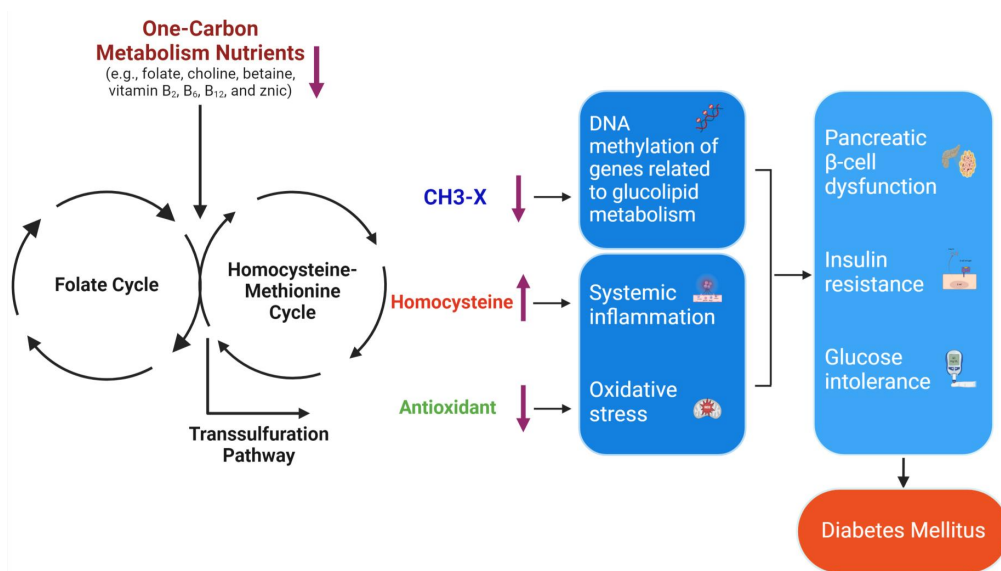 One-Carbon
Metabolism Nutrients
(e.g., folate, choline, betaine,
vitamin B₂, B₆, B₁₂, and znic)
Folate Cycle
Homocysteine-
Methionine
Cycle
Transsulfuration
Pathway
CH3-X
Homocysteine
Antioxidant
DNA
methylation of
genes related
to glucolipid
metabolism
Systemic
inflammation
Oxidative
stress
Pancreatic
β-cell
dysfunction
Insulin
resistance
Glucose
intolerance
Diabetes Mellitus